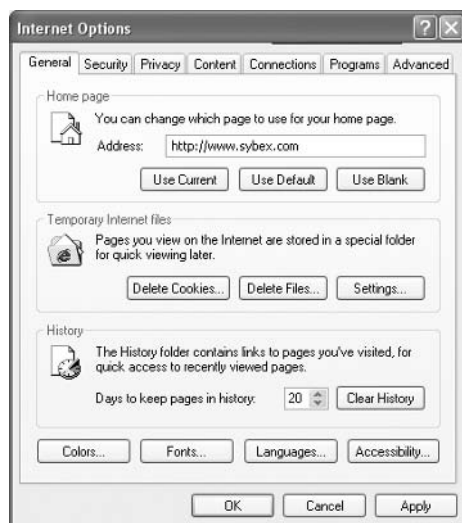 Internet Options
General Security Privacy Content Connections Programs Advanced
Home page
You can change which page to use for your home page.
Address: http://www.sybex.com
Use Current Use Default Use Blank
Temporary Internet files
Pages you view on the Internet are stored in a special folder
for quick viewing later.
Delete Cookies... Delete Files... Settings...
History
The History folder contains links to pages you've visited, for
quick access to recently viewed pages.
Days to keep pages in history: 20 Clear History
Colors... Fonts... Languages... Accessibility...
OK Cancel Apply